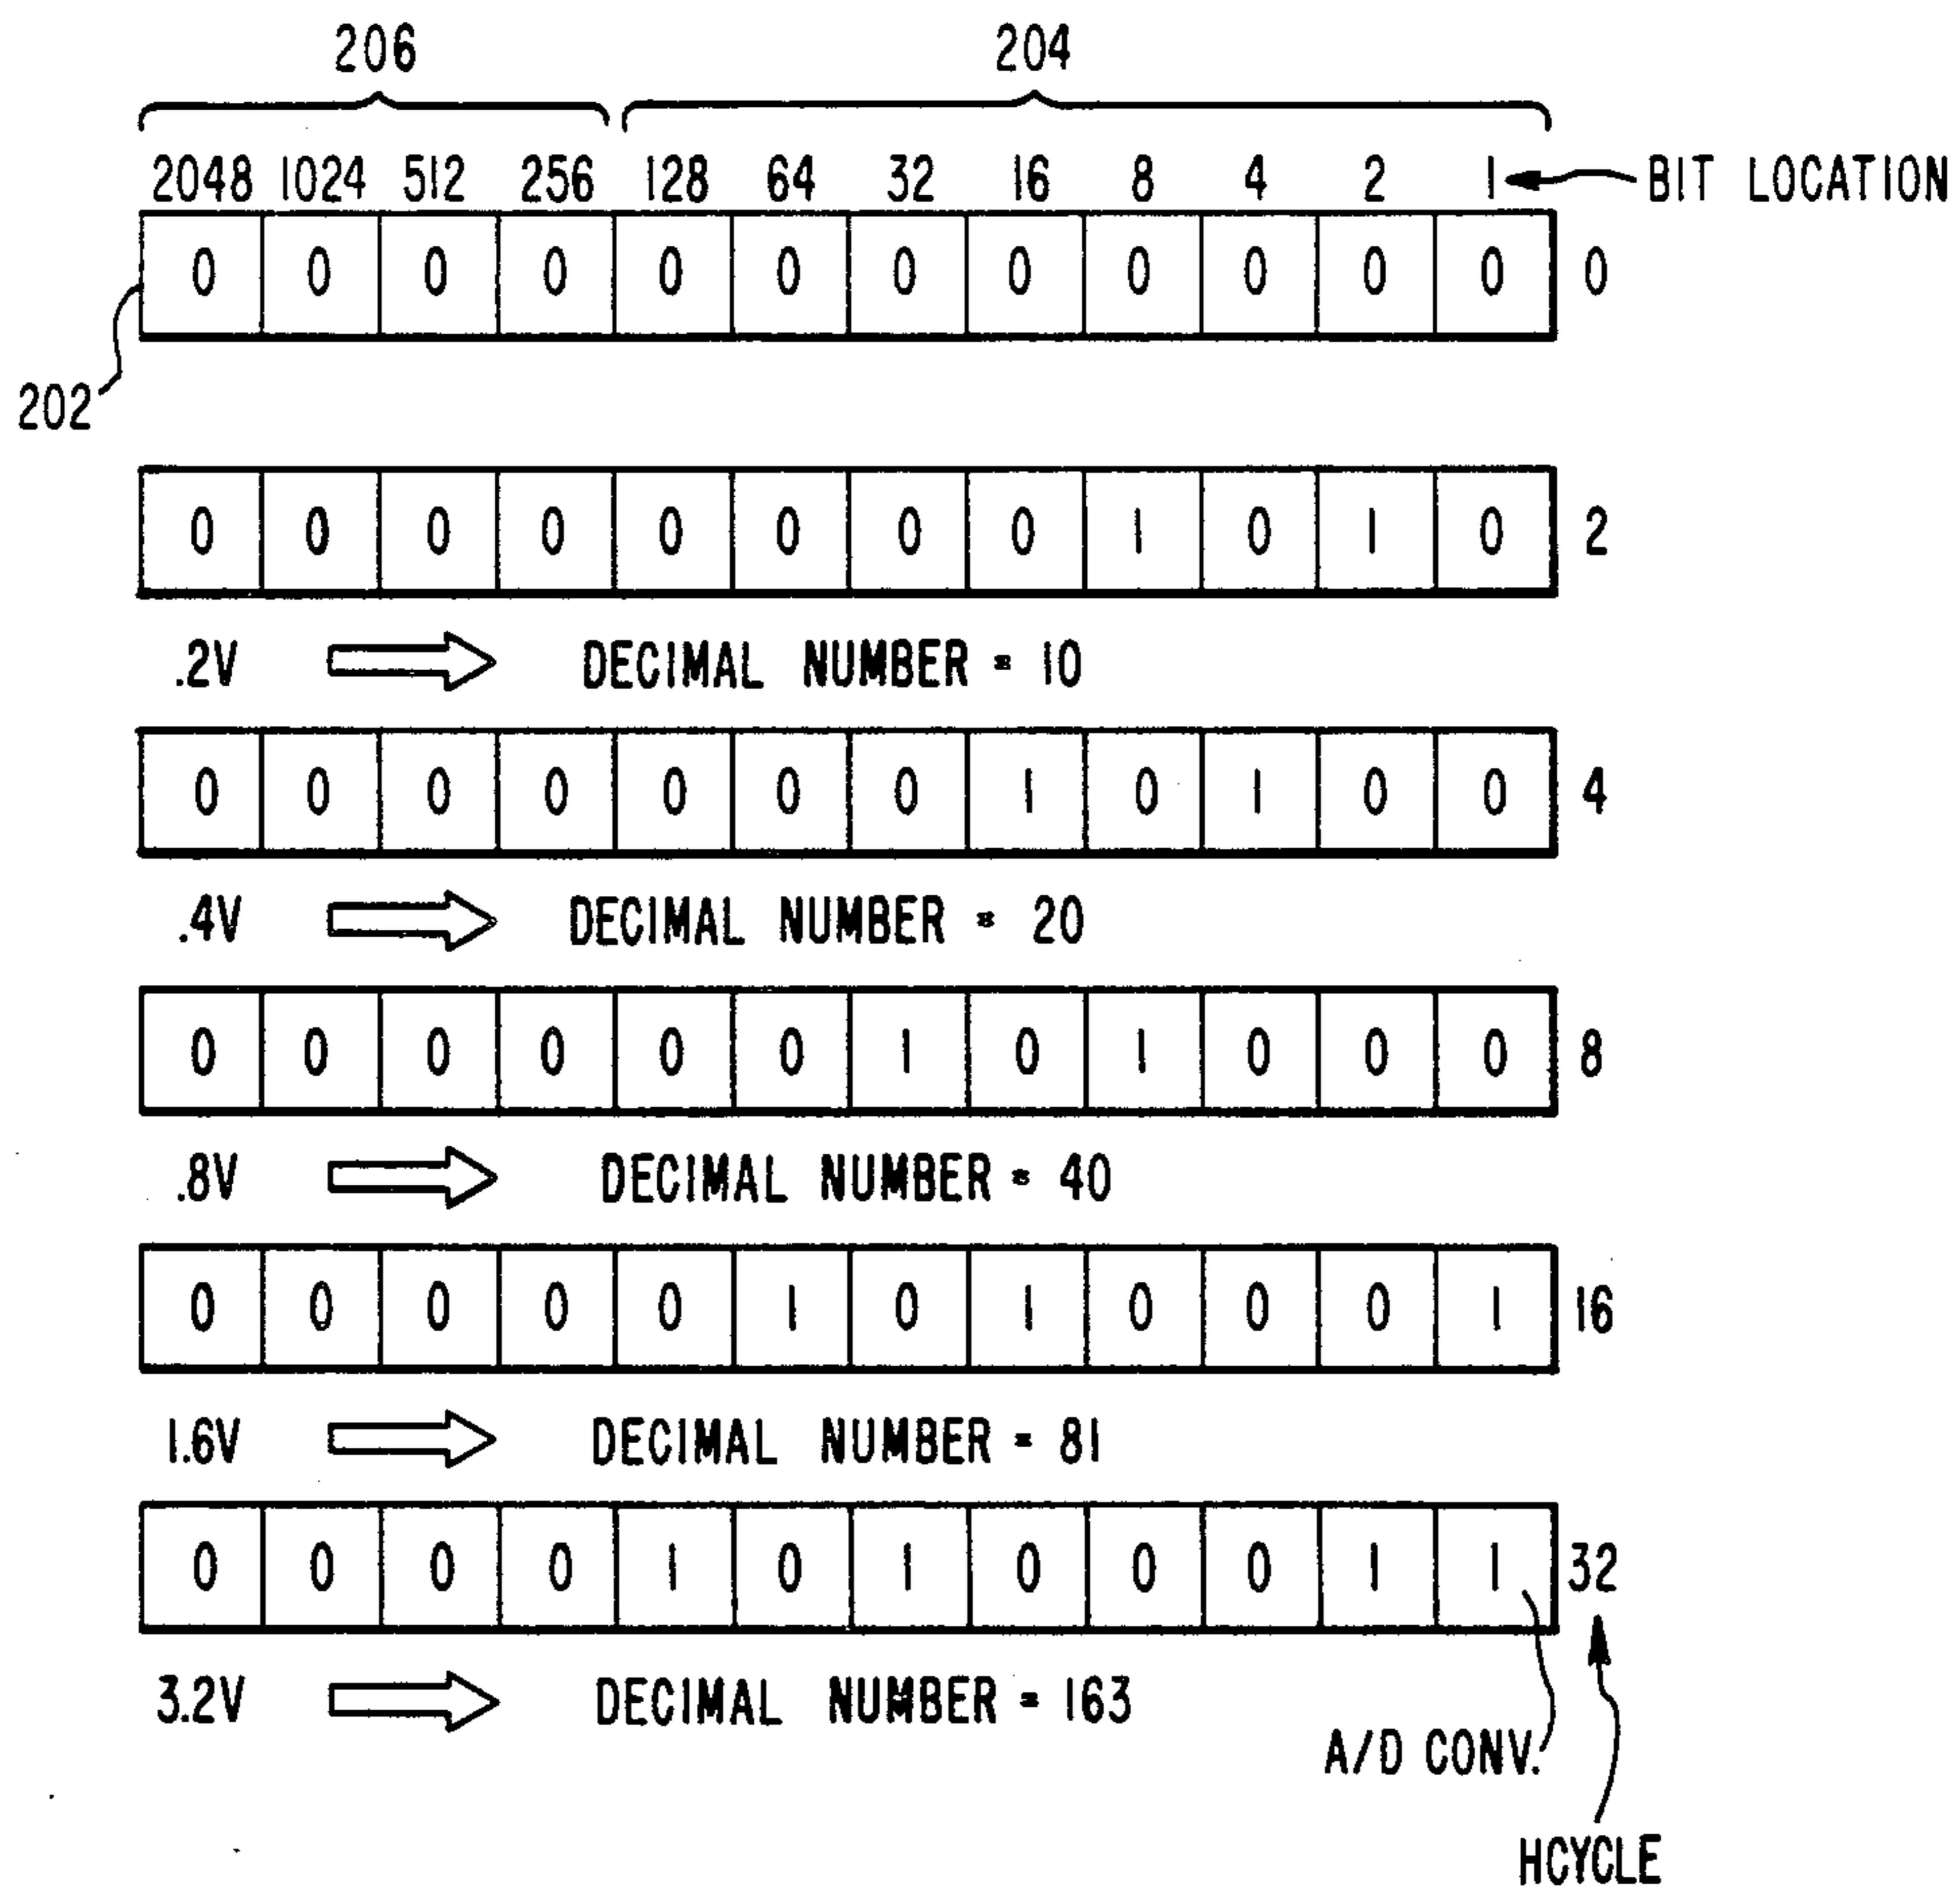 206 204
2048 1024 512 256 128 64 32 16 8 4 2 1 BIT LOCATION
0 0 0 0 0 0 0 0 0 0 0 0 0
202
0 0 0 0 0 0 0 0 1 0 1 0 2
.2V DECIMAL NUMBER = 10
0 0 0 0 0 0 0 1 0 1 0 0 4
.4V DECIMAL NUMBER = 20
0 0 0 0 0 0 1 0 1 0 0 0 8
.8V DECIMAL NUMBER = 40
0 0 0 0 0 1 0 1 0 0 0 1 16
1.6V DECIMAL NUMBER = 81
0 0 0 0 1 0 1 0 0 0 1 1 32
3.2V DECIMAL NUMBER = 163
A/D CONV.
HCYCLE